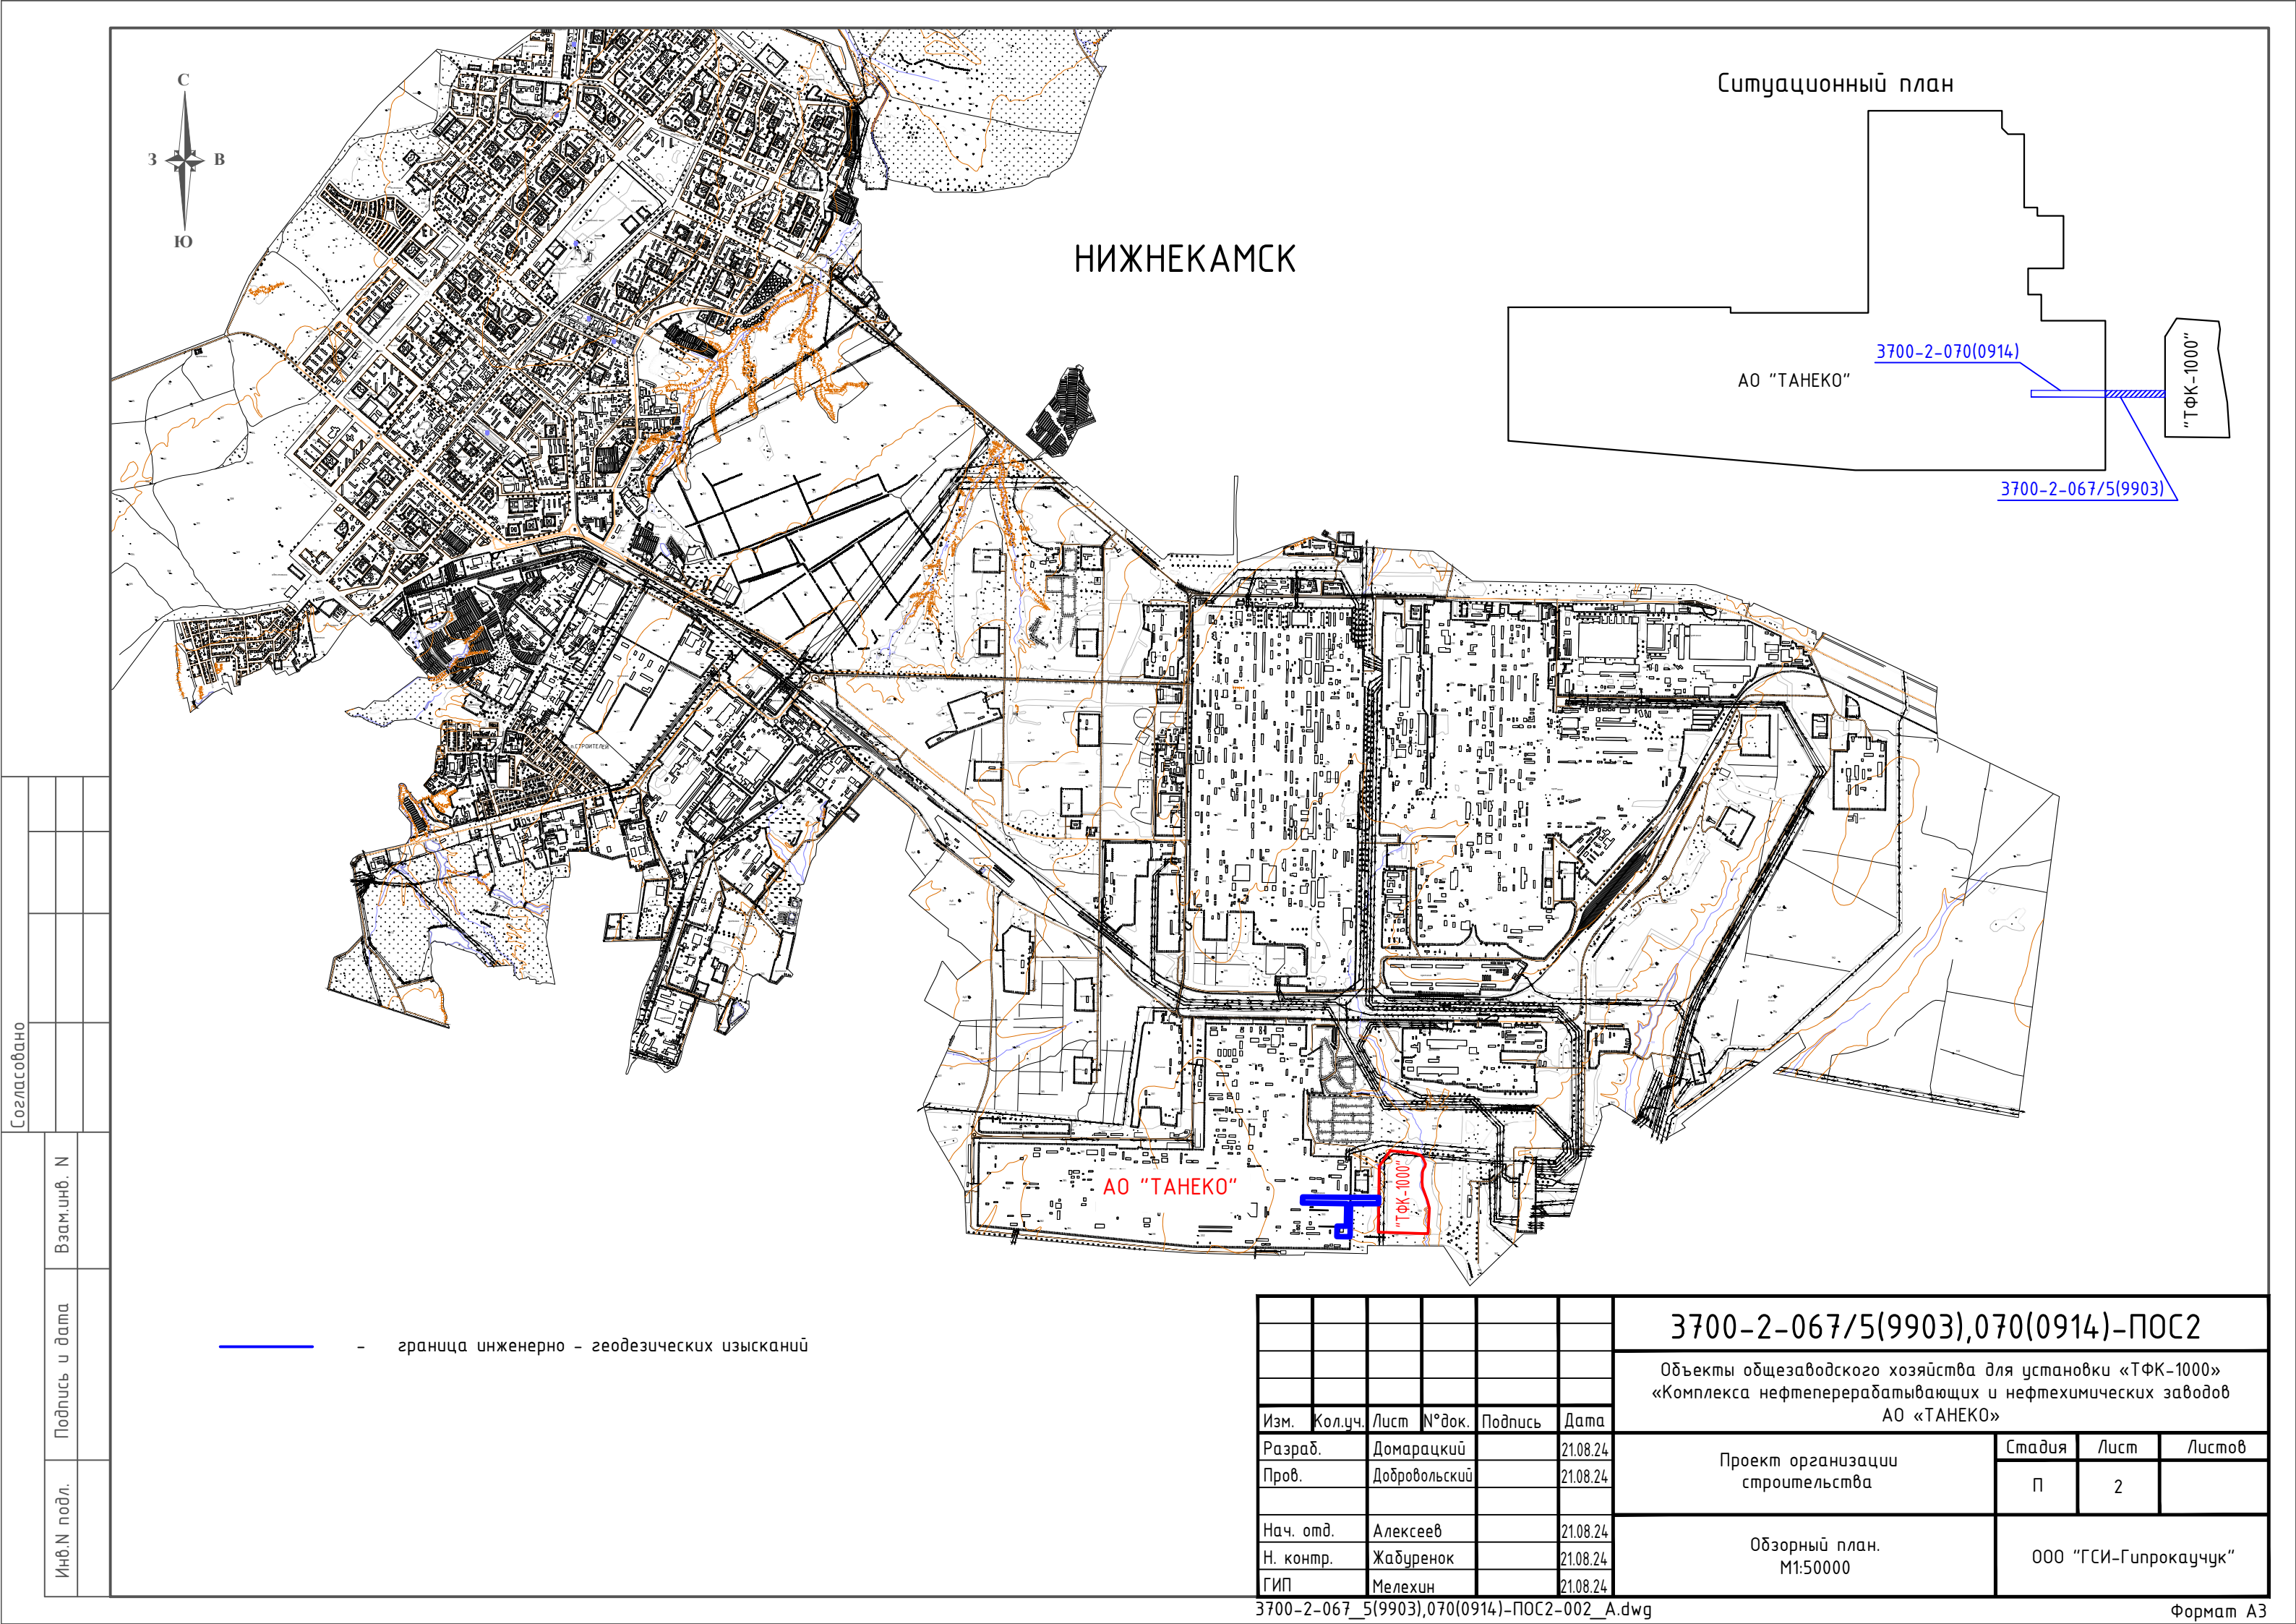 С
З
В
Ю
НИЖНЕКАМСК
Ситуационный план
3700-2-070(0914)
АО "ТАНЕКО"
"ТФК-1000"
3700-2-067/5(9903)
п.СТРОИТЕЛЕЙ
АО "ТАНЕКО"
"ТФК-1000"
- граница инженерно - геодезических изысканий
Согласовано
Взам.инв. N
Подпись и дата
Инв.N подл.
3700-2-067/5(9903),070(0914)-ПОС2
Объекты общезаводского хозяйства для установки «ТФК-1000»
«Комплекса нефтеперерабатывающих и нефтехимических заводов
АО «ТАНЕКО»
Изм. Кол.уч. Лист N°док. Подпись Дата
Разраб. Домарацкий 21.08.24
Пров. Добровольский 21.08.24
Нач. отд. Алексеев 21.08.24
Н. контр. Жабуренок 21.08.24
ГИП Мелехин 21.08.24
Проект организации
строительства
Стадия Лист Листов
П 2
Обзорный план.
М1:50000
ООО "ГСИ-Гипрокаучук"
3700-2-067_5(9903),070(0914)-ПОС2-002_А.dwg
Формат А3